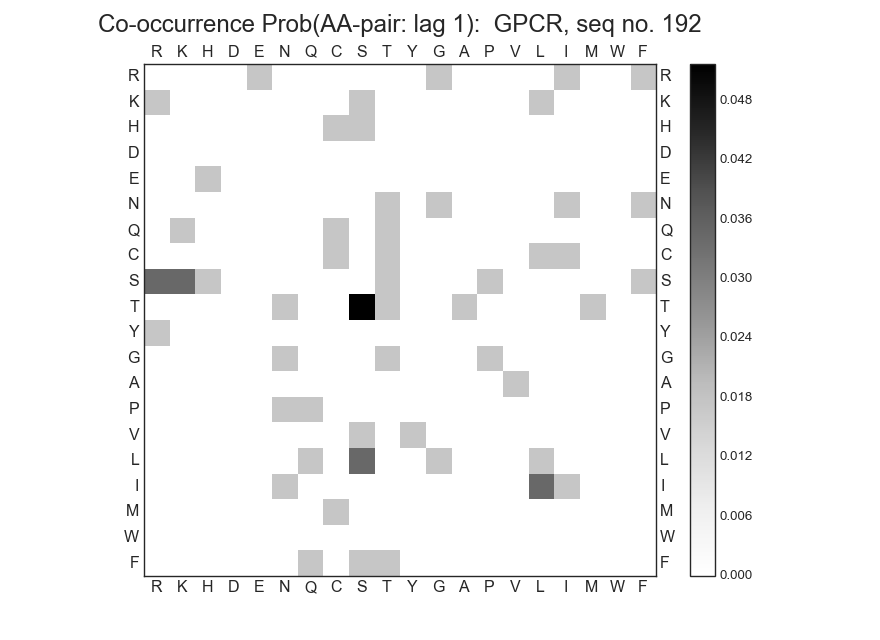 Co-occurrence Prob(AA-pair: lag 1):  GPCR, seq no. 192
R K H D E N Q C S T Y G A P V L I M W F
R R
K K
H H
D D
E E
N N
Q Q
C C
S S
T T
Y Y
G G
A A
P P
V V
L L
I I
M M
W W
F F
R K H D E N Q C S T Y G A P V L I M W F
0.048
0.042
0.036
0.030
0.024
0.018
0.012
0.006
0.000